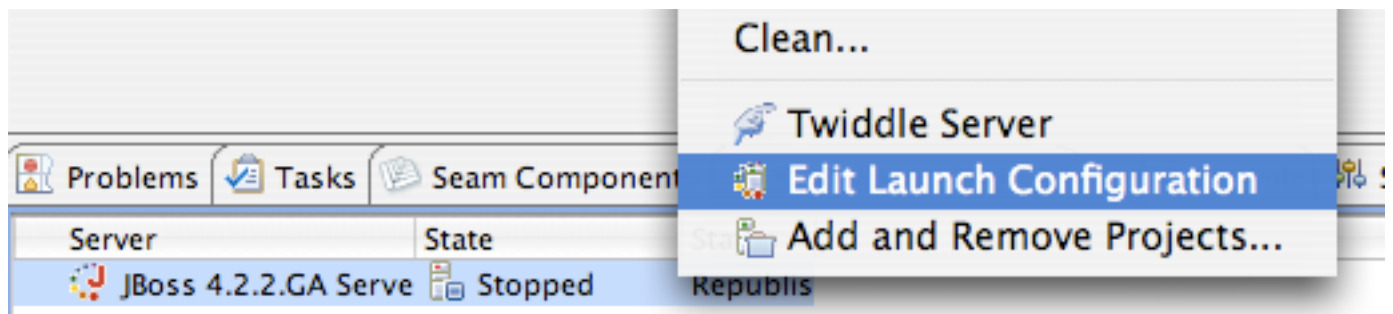 Clean...
Twiddle Server
Problems Tasks Seam Component
Edit Launch Configuration
Add and Remove Projects...
Server State
JBoss 4.2.2.GA Serve Stopped Republis